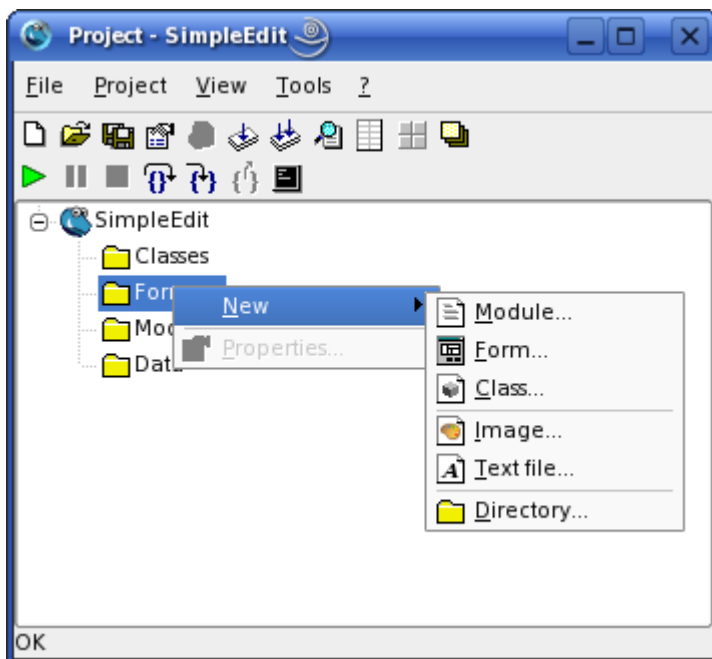 Project - SimpleEdit
File Project View Tools ?
SimpleEdit
Classes
New
Properties...
Module...
Form...
Class...
Image...
Text file...
Directory...
OK